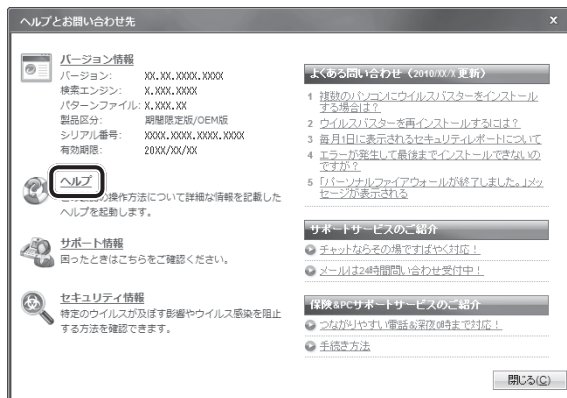 ヘルプとお問い合わせ先
バージョン情報
バージョン: XX.XX.XXXX.XXXX
検索エンジン: X.XXX.XXXX
パターンファイル: X.XXX.XX
製品区分: 期間限定版/OEM版
シリアル番号: XXXX.XXXX.XXXX.XXXX
有効期限: 20XX/XX/XX
ヘルプ
の操作方法について詳細な情報を記載した
ヘルプを起動します。
サポート情報
困ったときはこちらをご確認ください。
セキュリティ情報
特定のウイルスが及ぼす影響やウイルス感染を阻止
する方法を確認できます。
よくある問い合わせ（2010/XX/X 更新）
1 複数のパソコンにウイルスバスターをインストール
する場合は？
2 ウイルスバスターを再インストールするには？
3 毎月1日に表示されるセキュリティレポートについて
4 エラーが発生して最後までインストールできないの
ですが？
5 「パーソナルファイアウォールが終了しました。」メッ
セージが表示される
サポートサービスのご紹介
チャットならその場ですばやく対応！
メールは24時間問い合わせ受付中！
保険&PCサポートサービスのご紹介
つながりやすい電話&深夜0時まで対応！
手続き方法
閉じる(C)